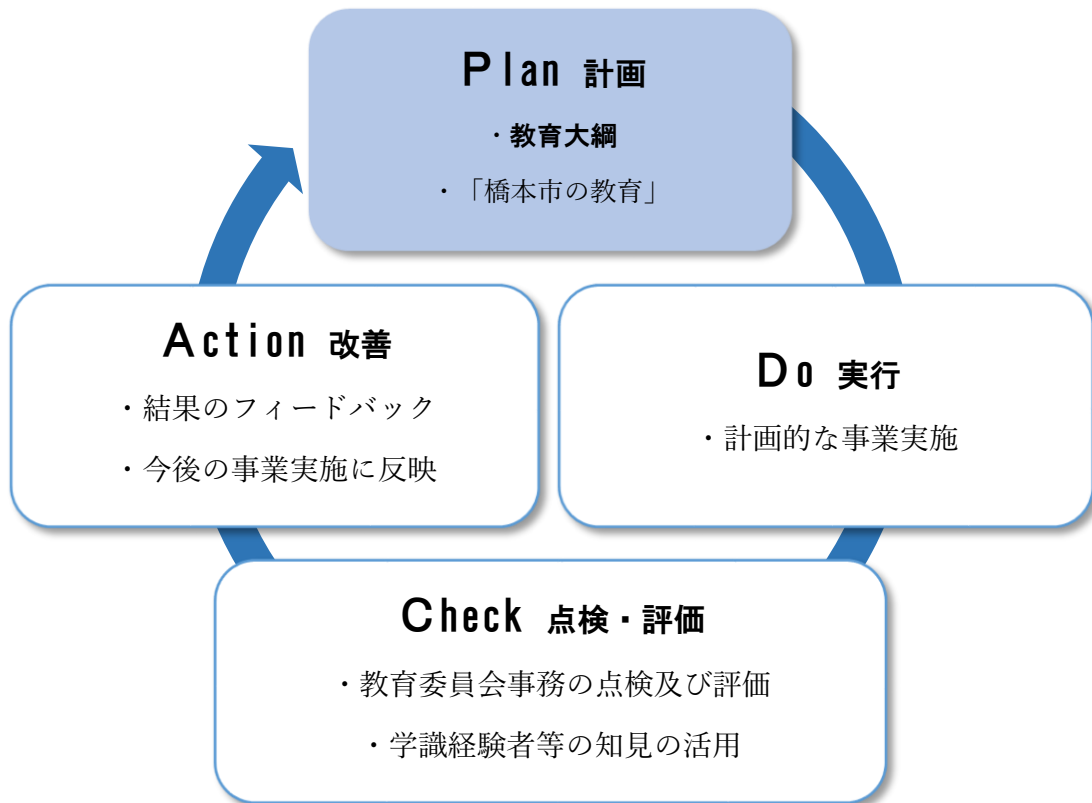 Plan 計画
・教育大綱
・「橋本市の教育」
Action 改善
・結果のフィードバック
・今後の事業実施に反映
Do 実行
・計画的な事業実施
Check 点検・評価
・教育委員会事務の点検及び評価
・学識経験者等の知見の活用